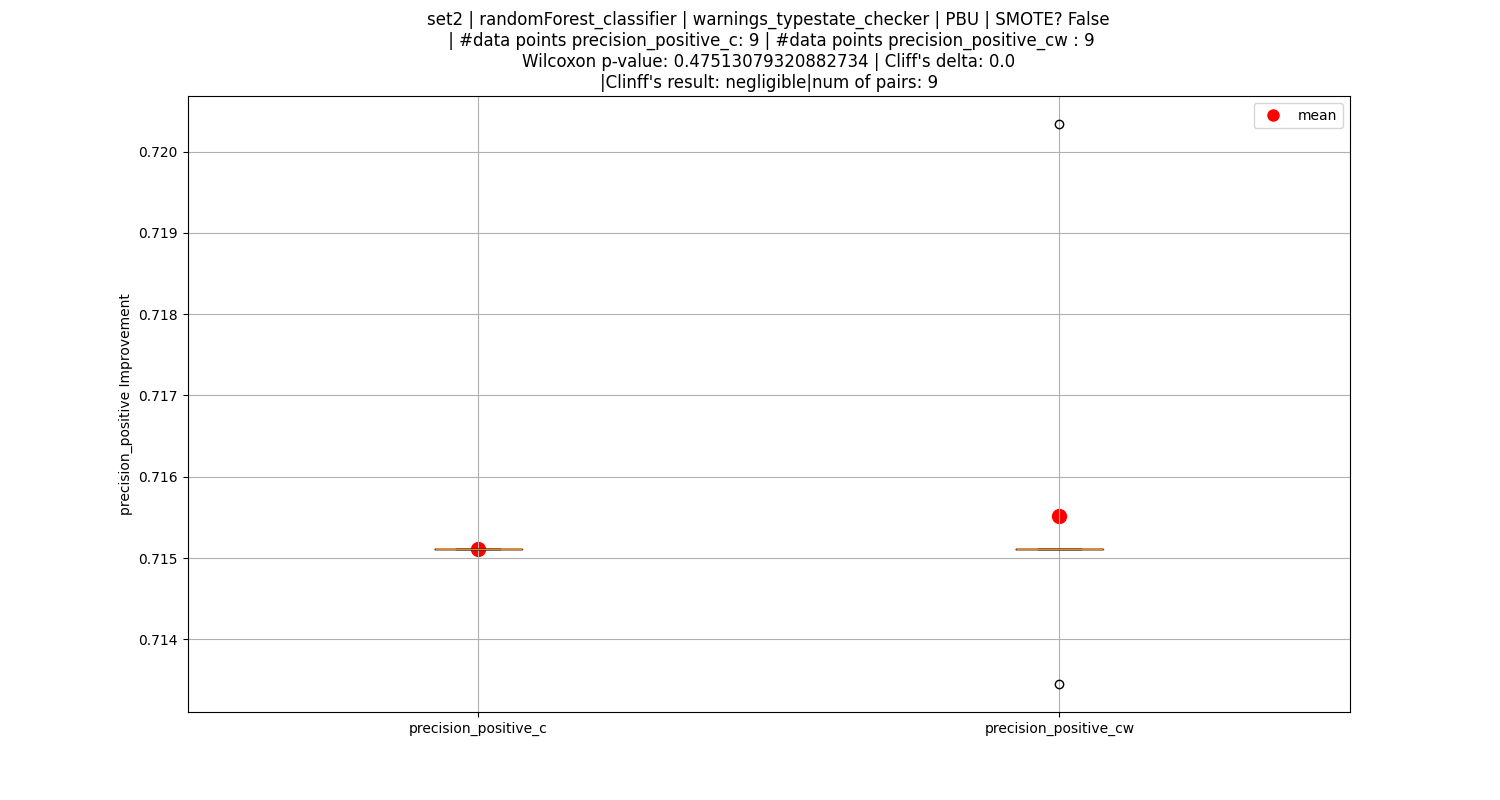 set2 | randomForest_classifier | warnings_typestate_checker | PBU | SMOTE? False
| #data points precision_positive_c: 9 | #data points precision_positive_cw : 9
Wilcoxon p-value: 0.47513079320882734 | Cliff's delta: 0.0
|Clinff's result: negligible|num of pairs: 9
mean
0.720
0.719
0.718
0.717
0.716
0.715
0.714
precision_positive Improvement
precision_positive_c
precision_positive_cw